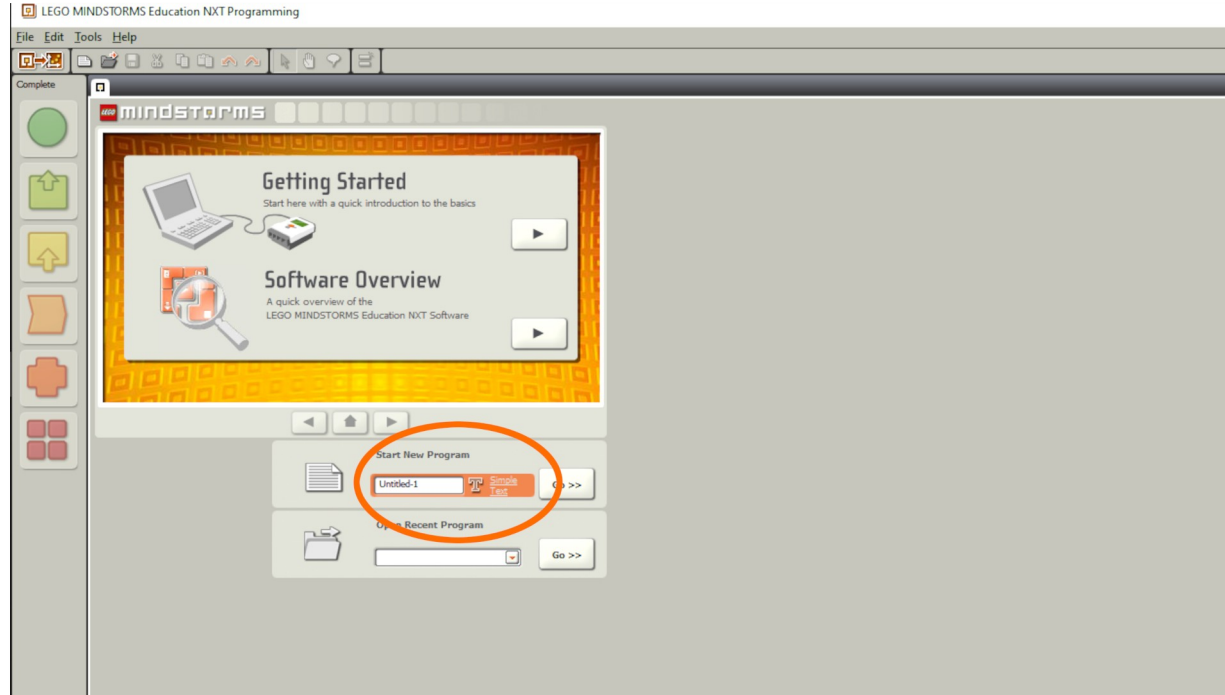 LEGO MINDSTORMS Education NXT Programming
File Edit Tools Help
Complete
LEGO mindstorms
Getting Started
Start here with a quick introduction to the basics
Software Overview
A quick overview of the
LEGO MINDSTORMS Education NXT Software
Start New Program
Untitled-1
T Simple
Text
Go >>
Open Recent Program
Go >>